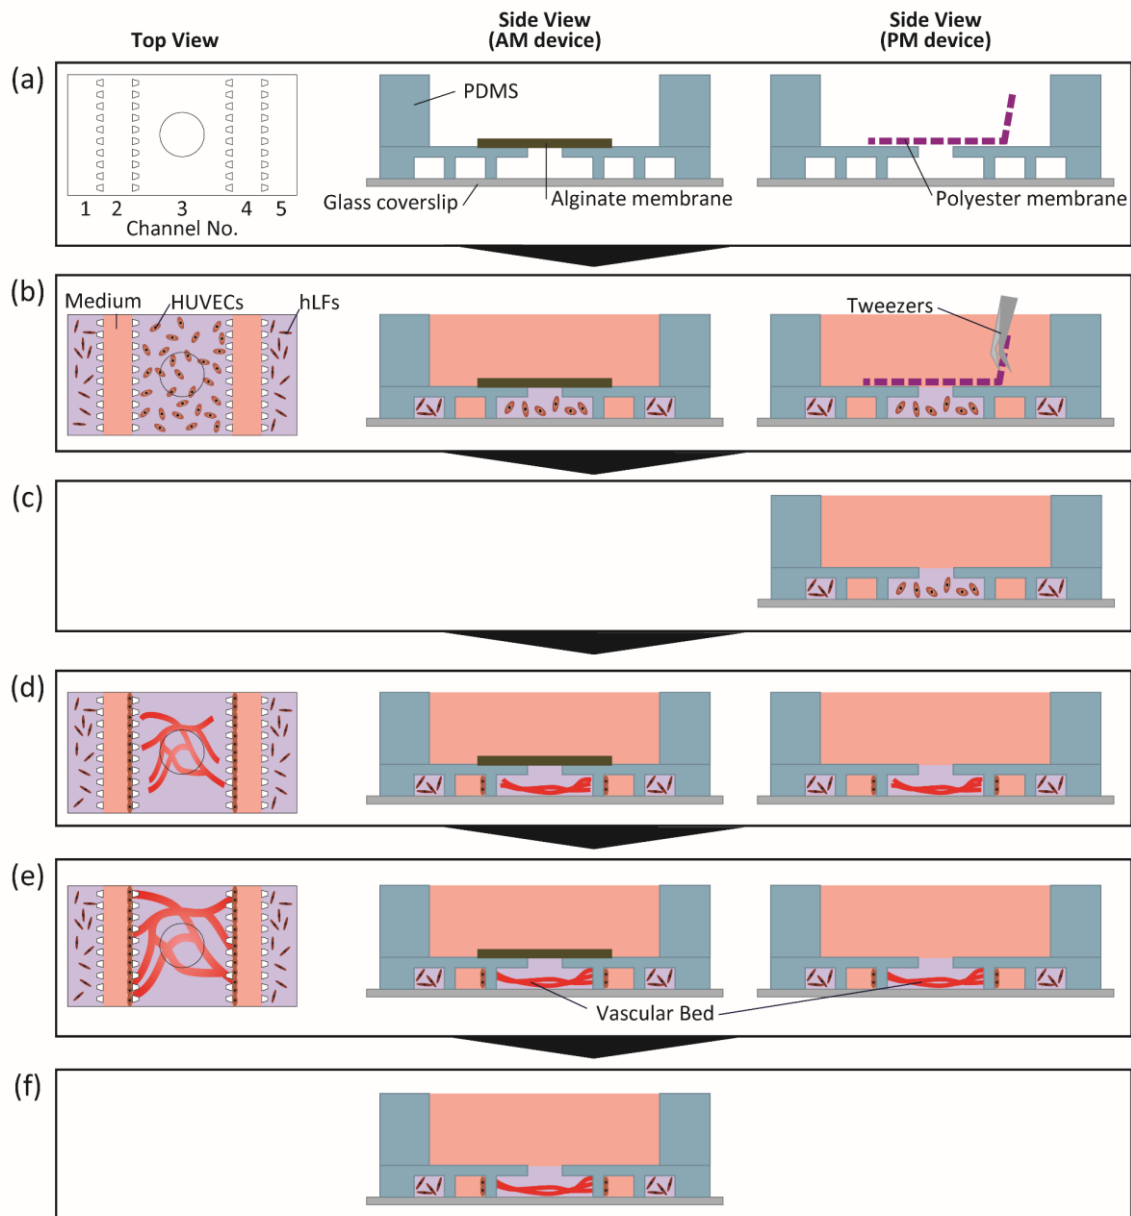 Top View
Side View
(AM device)
Side View
(PM device)
(a)
PDMS
Glass coverslip
Alginate membrane
Polyester membrane
1 2 3 4 5
Channel No.
(b)
Medium
HUVECs
hLFs
Tweezers
(c)
(d)
(e)
Vascular Bed
(f)